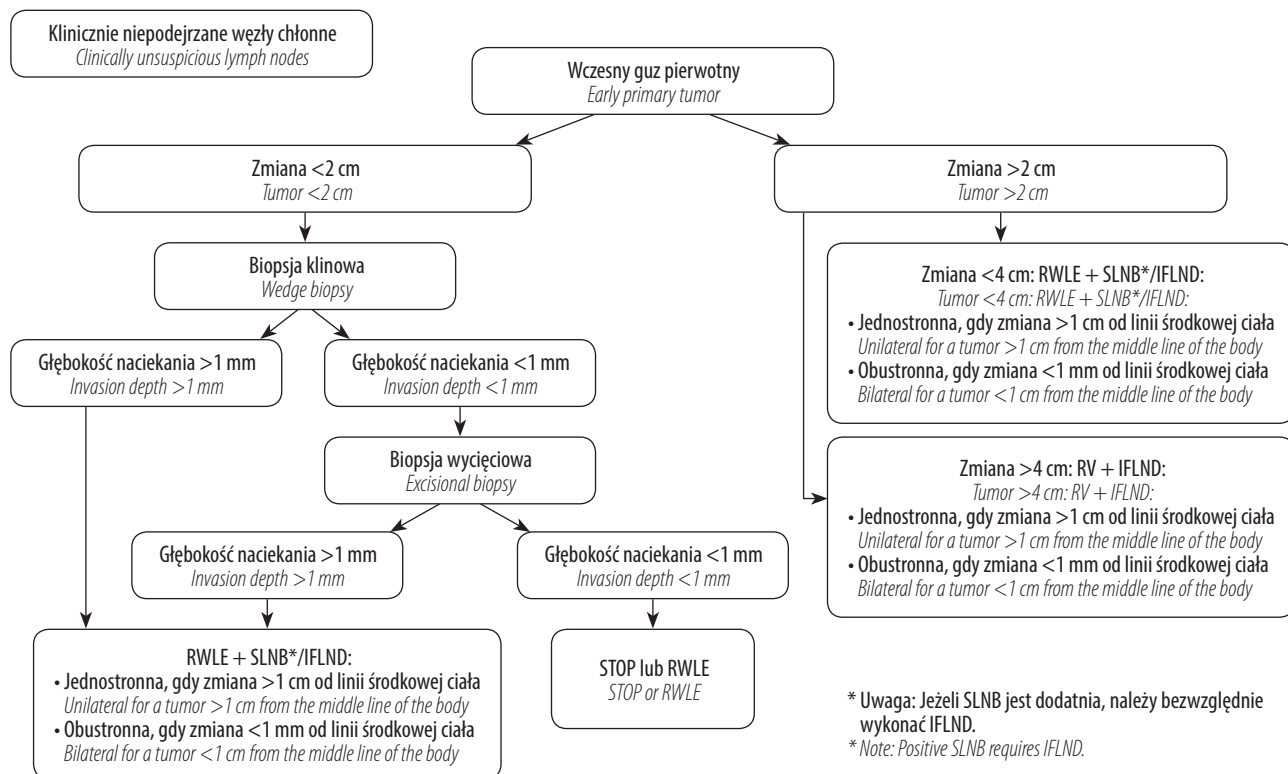 Klinicznie niepodejrzane węzły chłonne
Clinically unsuspicious lymph nodes
Wczesny guz pierwotny
Early primary tumor
Zmiana <2 cm
Tumor <2 cm
Zmiana >2 cm
Tumor >2 cm
Biopsja klinowa
Wedge biopsy
Zmiana <4 cm: RWLE + SLNB*/IFLND:
Tumor <4 cm: RWLE + SLNB*/IFLND:
• Jednostronna, gdy zmiana >1 cm od linii środkowej ciała
Unilateral for a tumor >1 cm from the middle line of the body
• Obustronna, gdy zmiana <1 mm od linii środkowej ciała
Bilateral for a tumor <1 cm from the middle line of the body
Głębokość naciekania >1 mm
Invasion depth >1 mm
Głębokość naciekania <1 mm
Invasion depth <1 mm
Biopsja wycięciowa
Excisional biopsy
Zmiana >4 cm: RV + IFLND:
Tumor >4 cm: RV + IFLND:
• Jednostronna, gdy zmiana >1 cm od linii środkowej ciała
Unilateral for a tumor >1 cm from the middle line of the body
• Obustronna, gdy zmiana <1 mm od linii środkowej ciała
Bilateral for a tumor <1 cm from the middle line of the body
Głębokość naciekania >1 mm
Invasion depth >1 mm
Głębokość naciekania <1 mm
Invasion depth <1 mm
RWLE + SLNB*/IFLND:
• Jednostronna, gdy zmiana >1 cm od linii środkowej ciała
Unilateral for a tumor >1 cm from the middle line of the body
• Obustronna, gdy zmiana <1 mm od linii środkowej ciała
Bilateral for a tumor <1 cm from the middle line of the body
STOP lub RWLE
STOP or RWLE
* Uwaga: Jeżeli SLNB jest dodatnia, należy bezwzględnie
wykonać IFLND.
* Note: Positive SLNB requires IFLND.